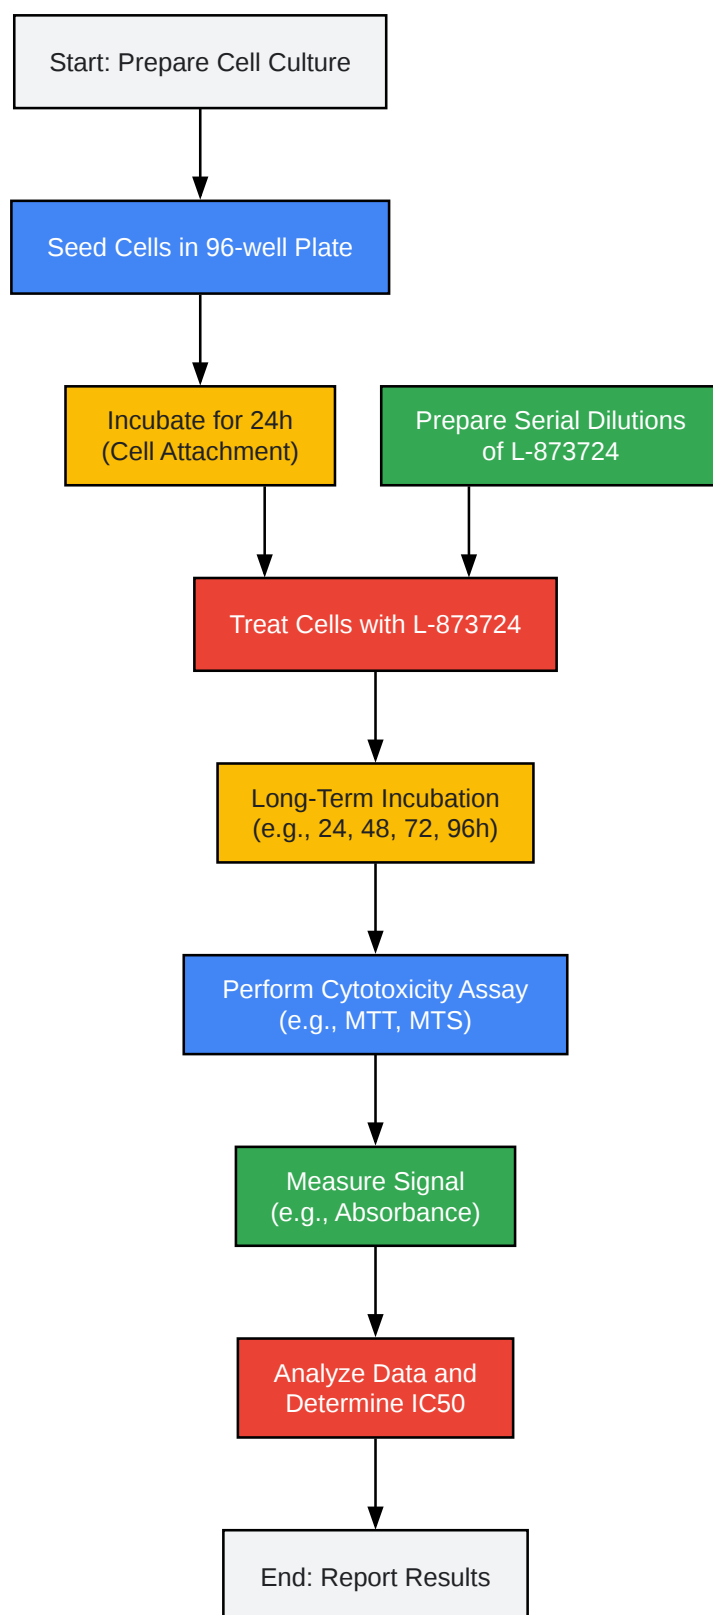 Start: Prepare Cell Culture
Seed Cells in 96-well Plate
Incubate for 24h
(Cell Attachment)
Prepare Serial Dilutions
of L-873724
Treat Cells with L-873724
Long-Term Incubation
(e.g., 24, 48, 72, 96h)
Perform Cytotoxicity Assay
(e.g., MTT, MTS)
Measure Signal
(e.g., Absorbance)
Analyze Data and
Determine IC50
End: Report Results